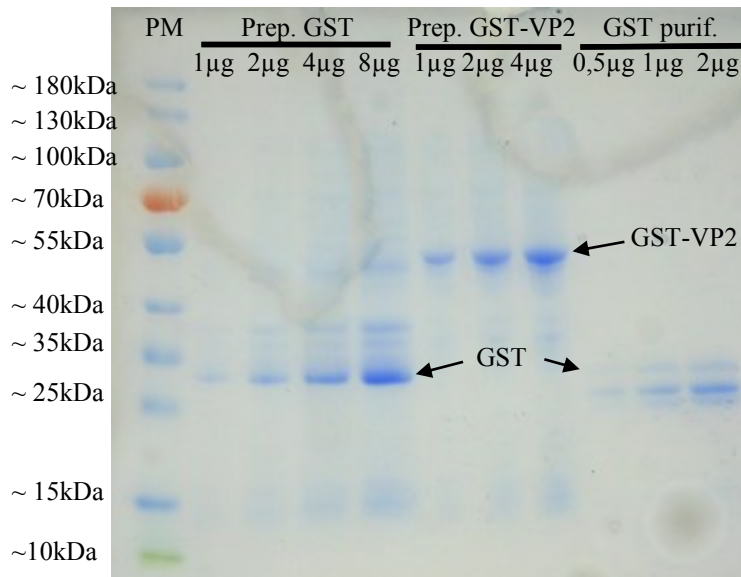 PM Prep. GST Prep. GST-VP2 GST purif.
1µg 2µg 4µg 8µg 1µg 2µg 4µg 0,5µg 1µg 2µg
~ 180kDa
~ 130kDa
~ 100kDa
~ 70kDa
~ 55kDa
GST-VP2
~ 40kDa
~ 35kDa
GST
~ 25kDa
~ 15kDa
~10kDa